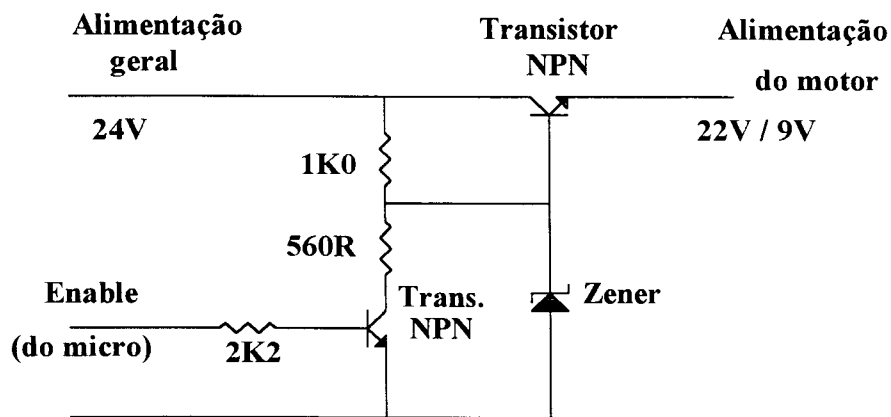 Alimentação
geral
Transistor
NPN
Alimentação
do motor
24V
22V / 9V
1K0
560R
Enable
(do micro)
2K2
Trans.
NPN
Zener